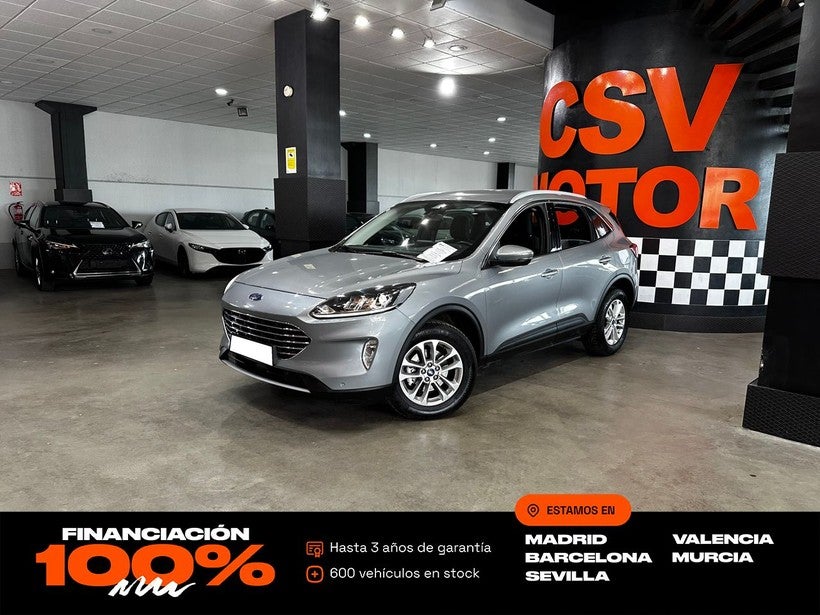 CSV
MOTOR
Ford
FINANCIACIÓN
100%
Hasta 3 años de garantía
600 vehículos en stock
ESTAMOS EN
MADRID
BARCELONA
SEVILLA
VALENCIA
MURCIA